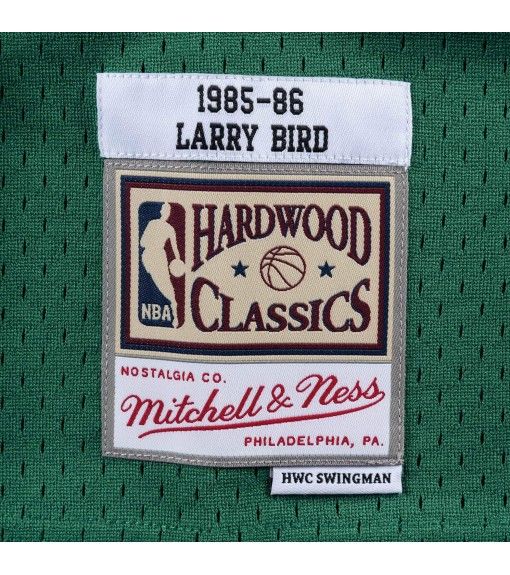 1985-86
LARRY BIRD
HARDWOOD
NBA
CLASSICS
NOSTALGIA CO.
Mitchell & Ness
PHILADELPHIA, PA.
HWC SWINGMAN